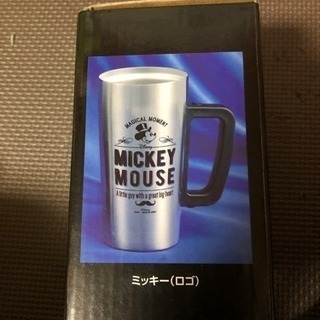 MAGICAL MOMENT
Disney
MICKEY
MOUSE
A little guy with a great big heart
ミッキー(ロゴ)